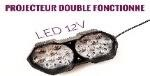 PROJECTEUR DOUBLE FONCTIONNE
LED 12V